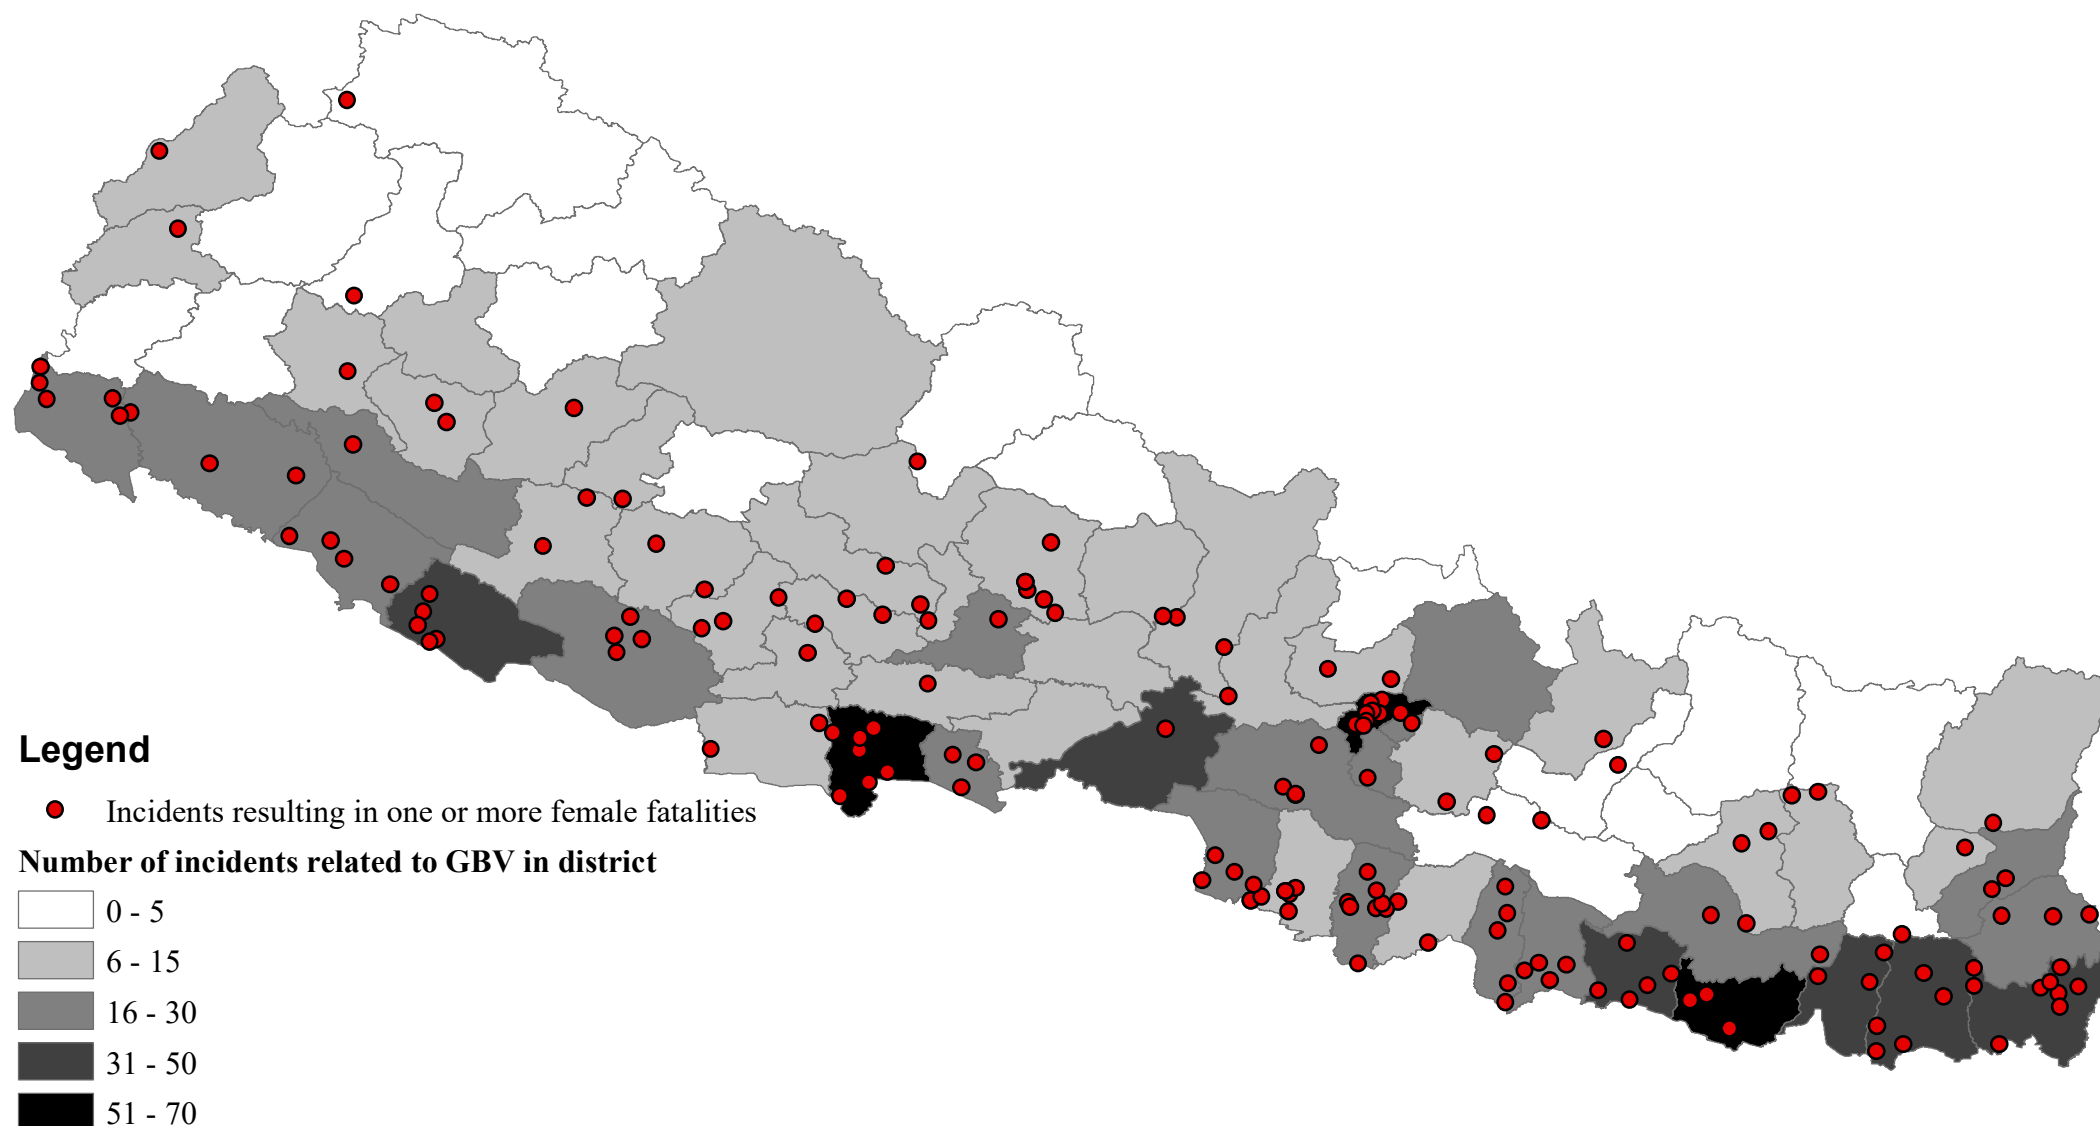 Legend
Incidents resulting in one or more female fatalities
Number of incidents related to GBV in district
0 - 5
6 - 15
16 - 30
31 - 50
51 - 70